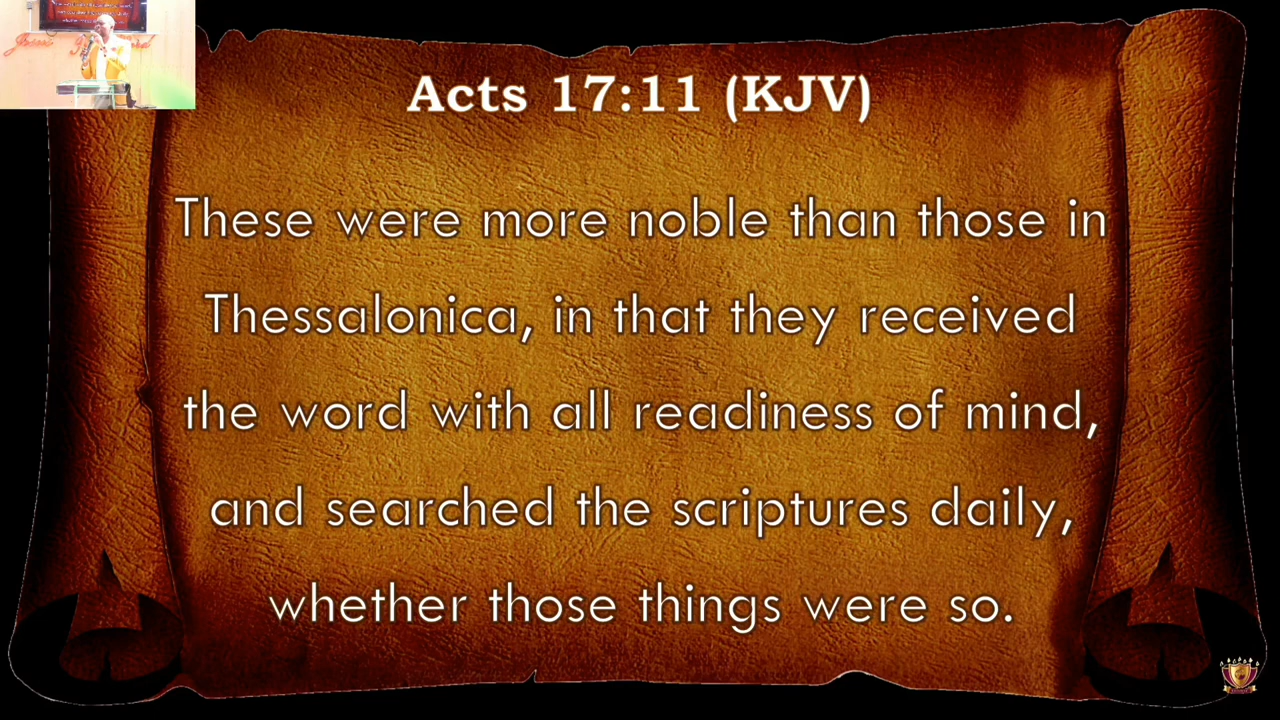 Acts 17:11 (KJV)
These were more noble than those in
Thessalonica, in that they received
the word with all readiness of mind,
and searched the scriptures daily,
whether those things were so.